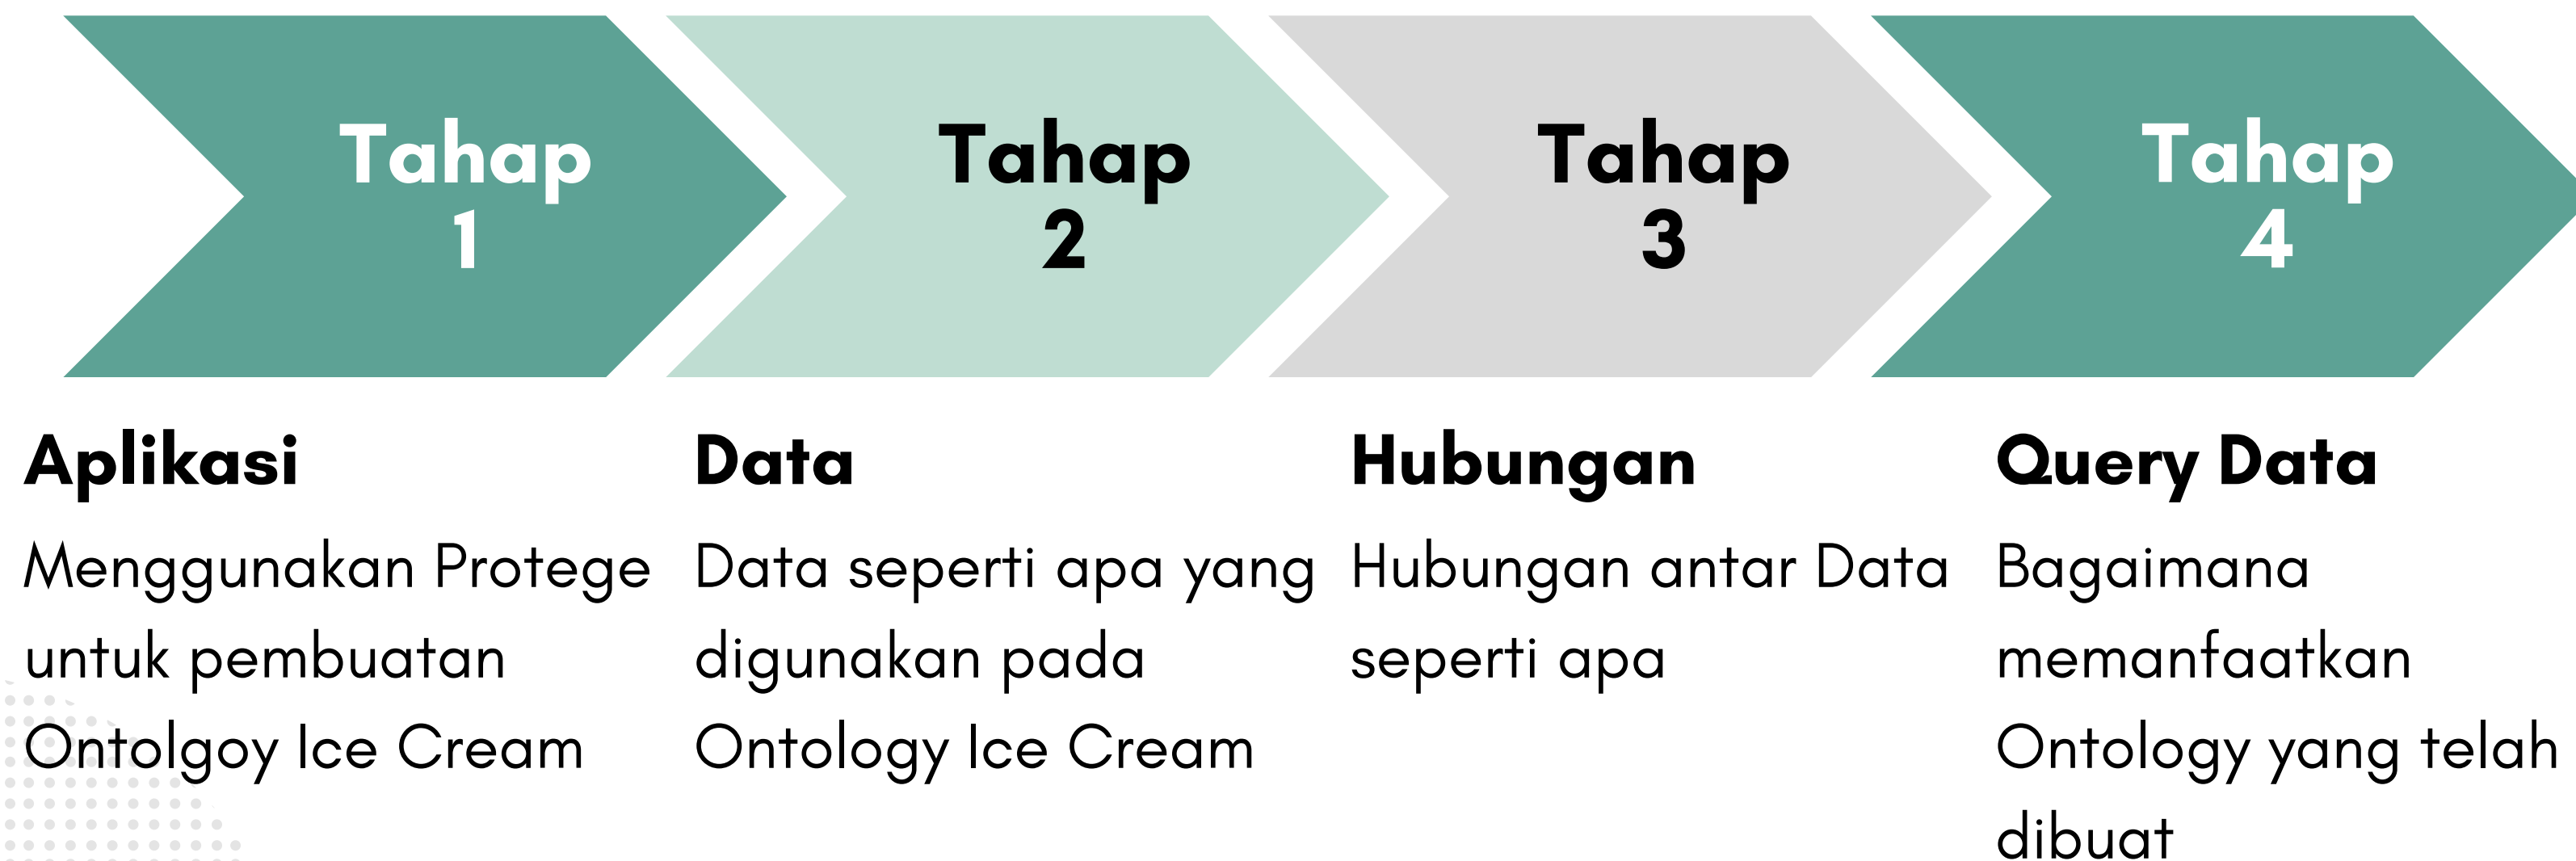 Tahap
1
Tahap
2
Tahap
3
Tahap
4
Aplikasi
Menggunakan Protege
untuk pembuatan
Ontolgoy Ice Cream
Data
Data seperti apa yang
digunakan pada
Ontology Ice Cream
Hubungan
Hubungan antar Data
seperti apa
Query Data
Bagaimana
memanfaatkan
Ontology yang telah
dibuat